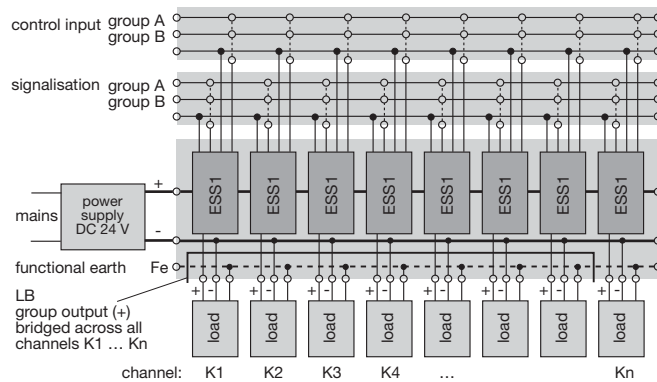 control input
group A
group B
signalisation
group A
group B
ESS1 ESS1 ESS1 ESS1 ESS1 ESS1 ESS1 ESS1
mains
power
supply
DC 24 V
+
-
functional earth Fe
LB
group output (+)
bridged across all
channels K1 ... Kn
+ - + - + - + - + - + - + - + -
load load load load load load load load
channel: K1 K2 K3 K4 ... Kn